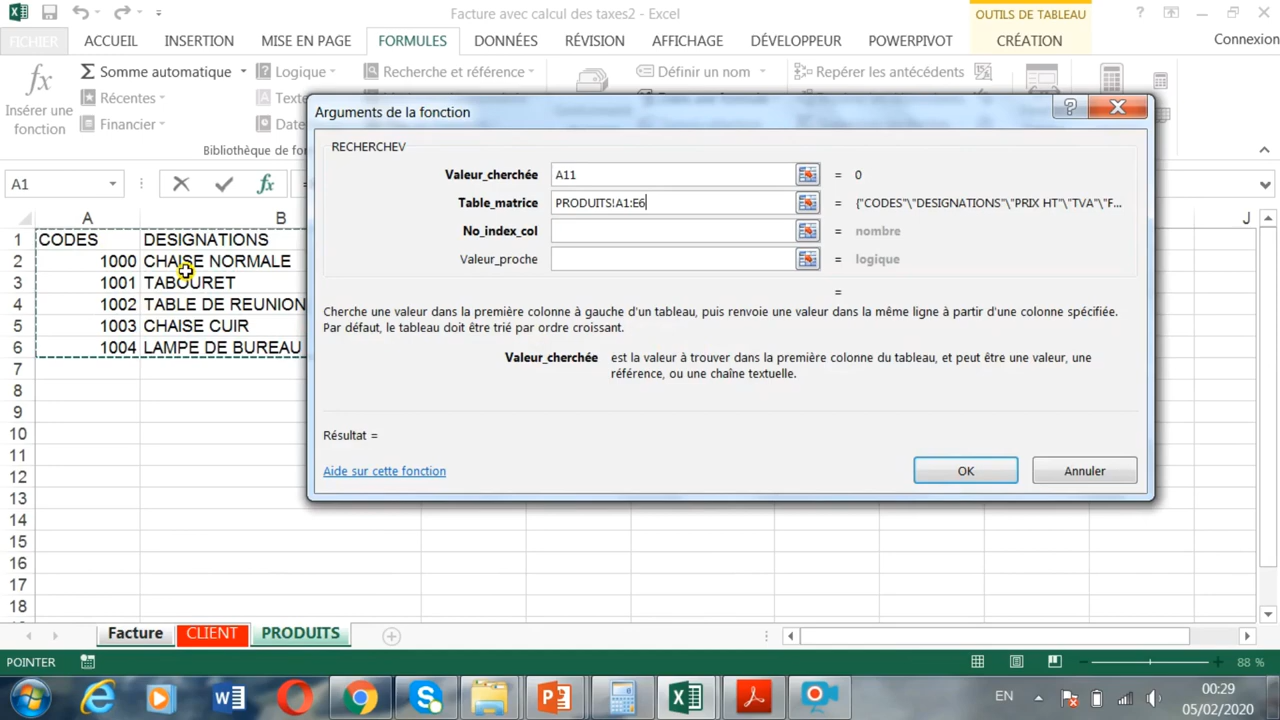 Facture avec calcul des taxes2 - Excel
OUTILS DE TABLEAU
FICHIER ACCUEIL INSERTION MISE EN PAGE FORMULES DONNÉES RÉVISION AFFICHAGE DÉVELOPPEUR POWERPIVOT CRÉATION Connexion
Insérer une fonction
Σ Somme automatique
Récentes
Financier
Logique
Texte
Date
Recherche et référence
Définir un nom
Repérer les antécédents
Bibliothèque de fon
A1
Arguments de la fonction
RECHERCHEV
Valeur_cherchée A11 = 0
Table_matrice PRODUITS!A1:E6 = {"CODES"\"DESIGNATIONS"\"PRIX HT"\"TVA"\"F...
No_index_col = nombre
Valeur_proche = logique
=
Cherche une valeur dans la première colonne à gauche d'un tableau, puis renvoie une valeur dans la même ligne à partir d'une colonne spécifiée.
Par défaut, le tableau doit être trié par ordre croissant.
Valeur_cherchée est la valeur à trouver dans la première colonne du tableau, et peut être une valeur, une
référence, ou une chaîne textuelle.
Résultat =
Aide sur cette fonction
OK
Annuler
A B J
1 CODES DESIGNATIONS
2 1000 CHAISE NORMALE
3 1001 TABOURET
4 1002 TABLE DE REUNION
5 1003 CHAISE CUIR
6 1004 LAMPE DE BUREAU
7
8
9
10
11
12
13
14
15
16
17
18
Facture CLIENT PRODUITS
POINTER
88 %
EN
00:29
05/02/2020